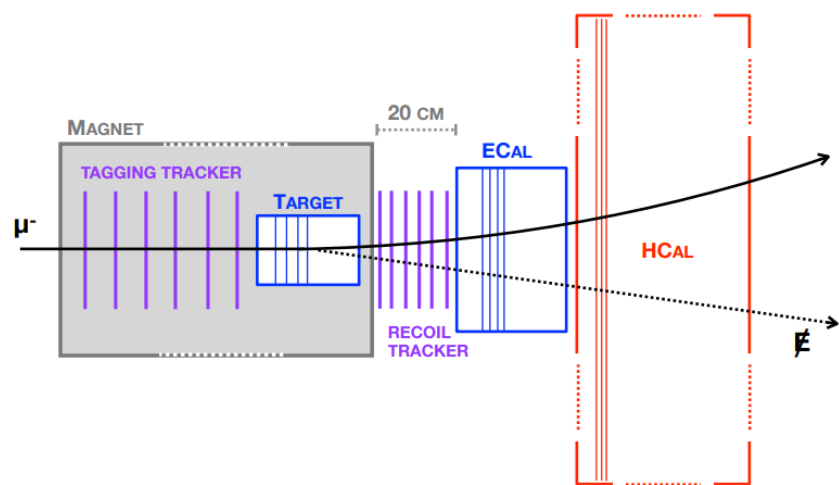 20 CM
MAGNET
ECAL
TAGGING TRACKER
TARGET
μ-
HCAL
RECOIL
TRACKER
E̸